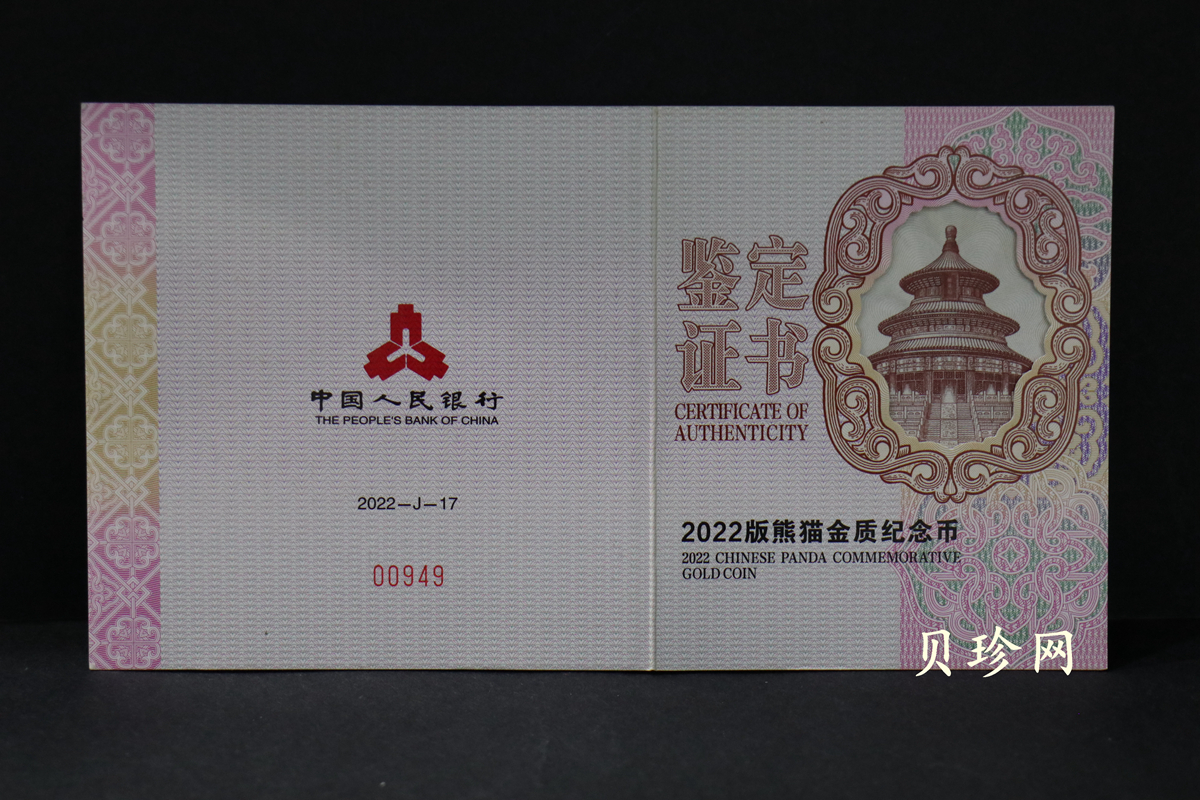 中国人民银行
THE PEOPLE'S BANK OF CHINA
2022—J—17
00949
鉴定
证书
CERTIFICATE OF
AUTHENTICITY
2022版熊猫金质纪念币
2022 CHINESE PANDA COMMEMORATIVE
GOLD COIN
贝珍网